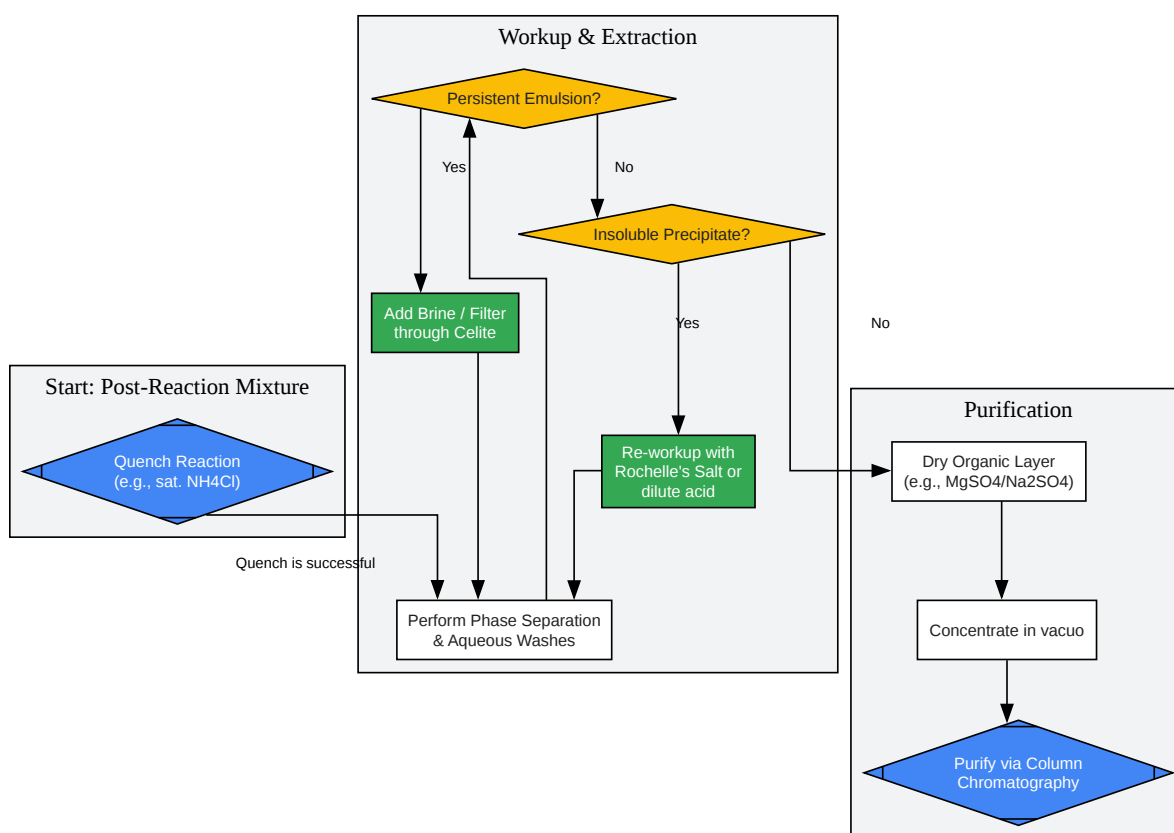 Workup & Extraction
Persistent Emulsion?
Yes
No
Insoluble Precipitate?
Add Brine / Filter
through Celite
Yes
No
Start: Post-Reaction Mixture
Quench Reaction
(e.g., sat. NH4Cl)
Quench is successful
Re-workup with
Rochelle's Salt or
dilute acid
Perform Phase Separation
& Aqueous Washes
Purification
Dry Organic Layer
(e.g., MgSO4/Na2SO4)
Concentrate in vacuo
Purify via Column
Chromatography